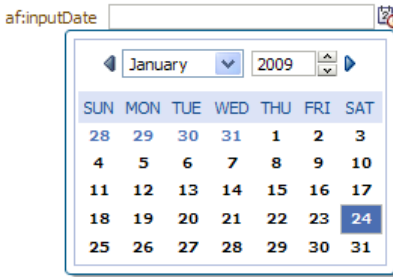 af:inputDate
January 2009
SUN MON TUE WED THU FRI SAT
28 29 30 31 1 2 3
4 5 6 7 8 9 10
11 12 13 14 15 16 17
18 19 20 21 22 23 24
25 26 27 28 29 30 31